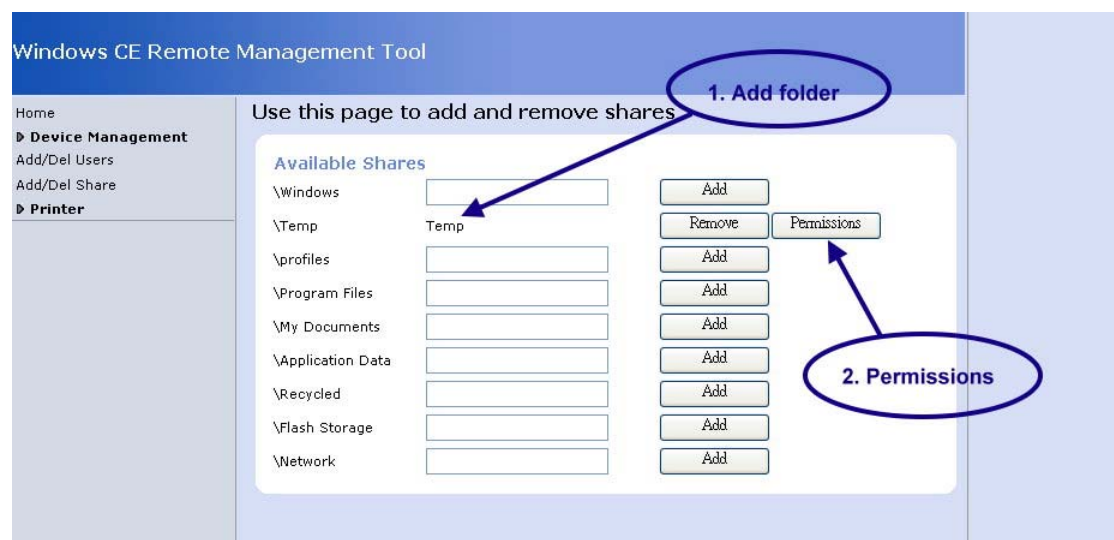 Windows CE Remote Management Tool
1. Add folder
Home
Use this page to add and remove shares
Device Management
Add/Del Users
Available Shares
Add/Del Share
\Windows Add
Printer
\Temp Temp Remove Permissions
\profiles Add
\Program Files Add
\My Documents Add
\Application Data Add
2. Permissions
\Recycled Add
\Flash Storage Add
\Network Add